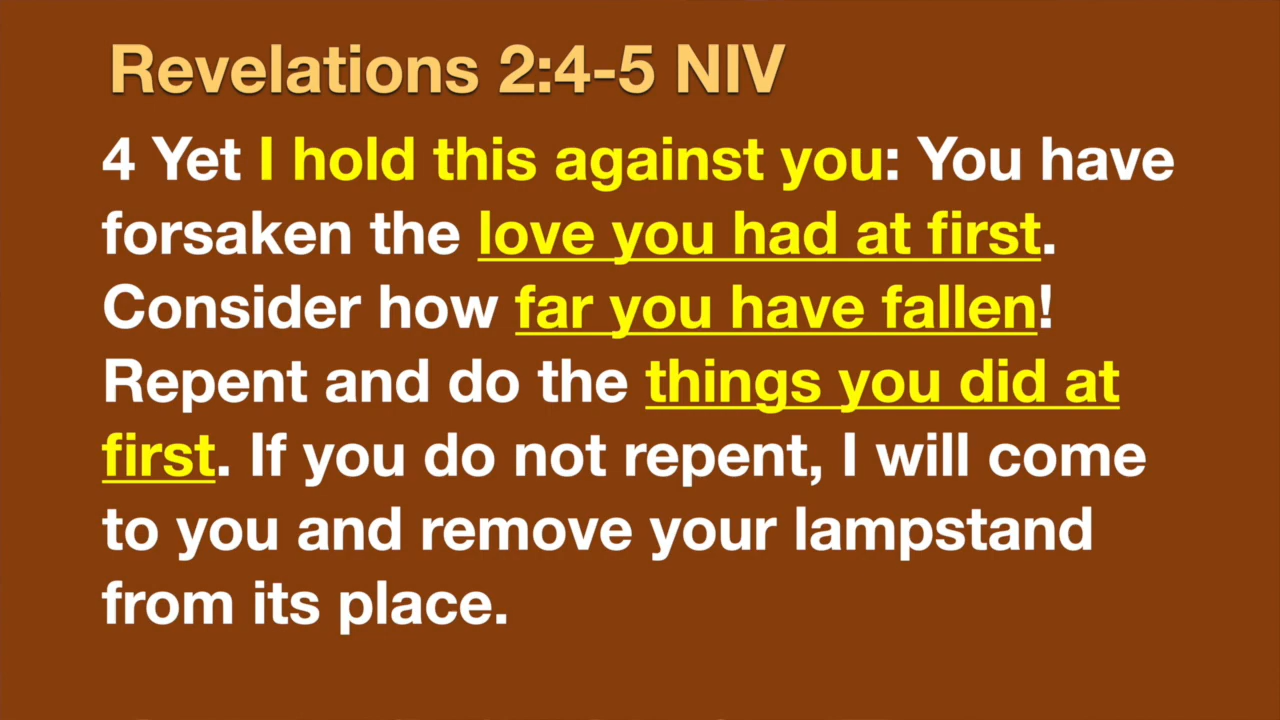 Revelations 2:4-5 NIV
4 Yet I hold this against you: You have
forsaken the love you had at first.
Consider how far you have fallen!
Repent and do the things you did at
first. If you do not repent, I will come
to you and remove your lampstand
from its place.